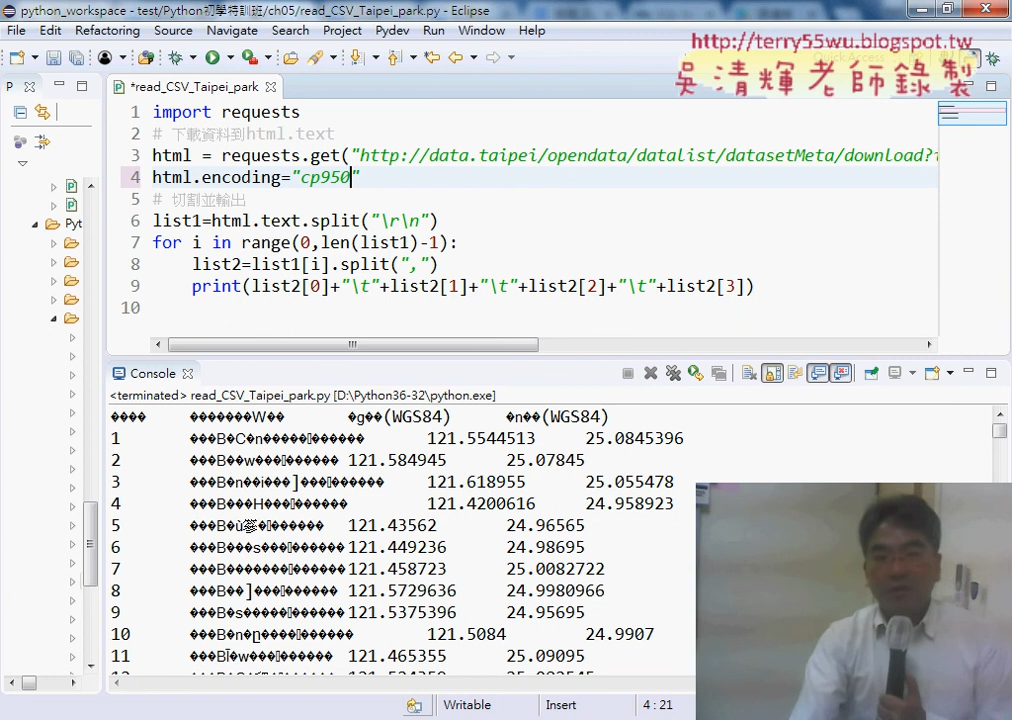 python_workspace - test/Python初學特訓班/ch05/read_CSV_Taipei_park.py - Eclipse
File Edit Refactoring Source Navigate Search Project Pydev Run Window Help
http://terry55wu.blogspot.tw
Quick Access
吳清輝老師錄製
P
*read_CSV_Taipei_park
1 import requests
2 # 下載資料到html.text
3 html = requests.get("http://data.taipei/opendata/datalist/datasetMeta/download?
4 html.encoding="cp950"
5 # 切割並輸出
6 list1=html.text.split("\r\n")
7 for i in range(0,len(list1)-1):
8 list2=list1[i].split(",")
9 print(list2[0]+"\t"+list2[1]+"\t"+list2[2]+"\t"+list2[3])
10
Pyt
Console
<terminated> read_CSV_Taipei_park.py [D:\Python36-32\python.exe]
(WGS84) (WGS84)
1 121.5544513 25.0845396
2 121.584945 25.07845
3 121.618955 25.055478
4 121.4200616 24.958923
5 121.43562 24.96565
6 121.449236 24.98695
7 121.458723 25.0082722
8 121.5729636 24.9980966
9 121.5375396 24.95695
10 121.5084 24.9907
11 121.465355 25.09095
Writable Insert 4 : 21